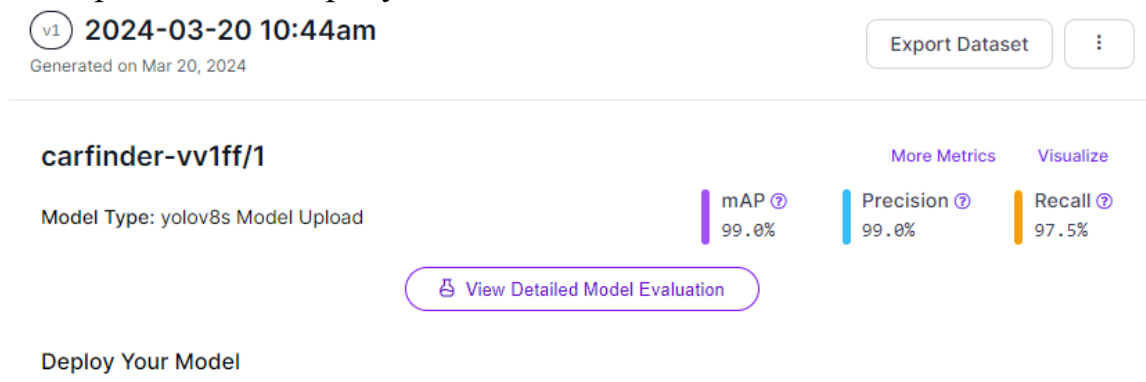 v1 2024-03-20 10:44am
Export Dataset
Generated on Mar 20, 2024
carfinder-vv1ff/1
More Metrics Visualize
Model Type: yolov8s Model Upload
mAP ? Precision ? Recall ?
99.0% 99.0% 97.5%
View Detailed Model Evaluation
Deploy Your Model